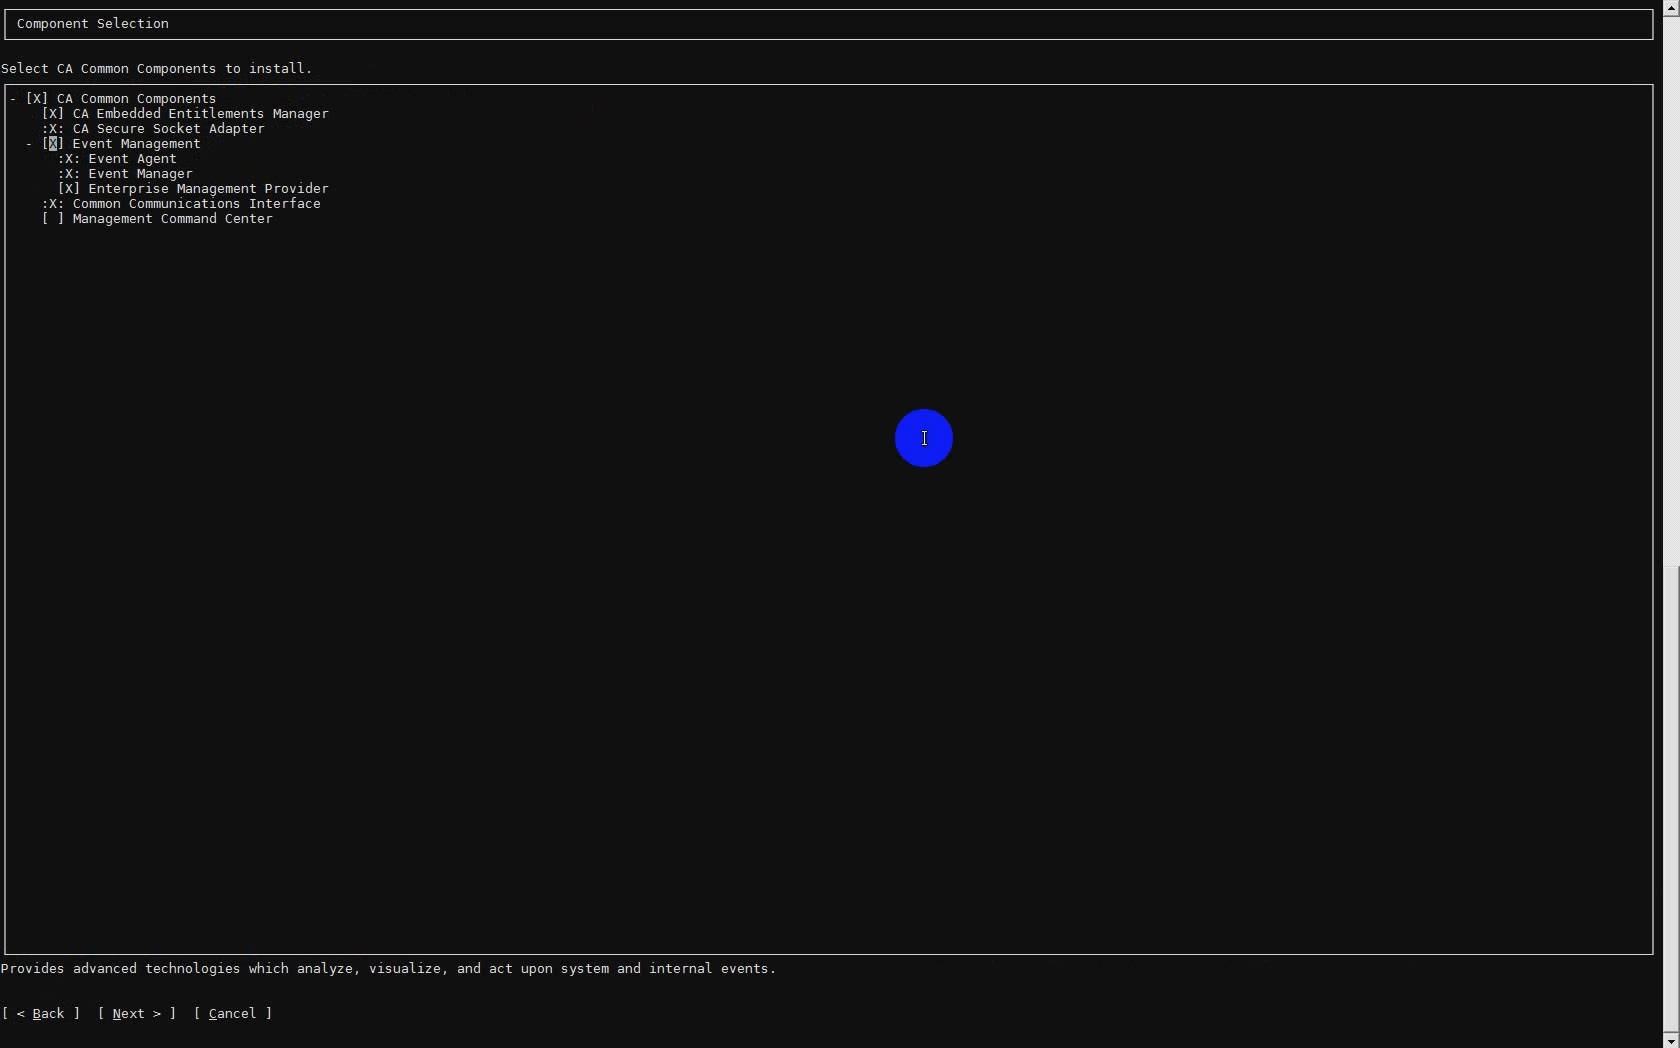 Component Selection
Select CA Common Components to install.
- [X] CA Common Components
[X] CA Embedded Entitlements Manager
:X: CA Secure Socket Adapter
- [X] Event Management
:X: Event Agent
:X: Event Manager
[X] Enterprise Management Provider
:X: Common Communications Interface
[ ] Management Command Center
Provides advanced technologies which analyze, visualize, and act upon system and internal events.
[ < Back ]  [ Next > ]  [ Cancel ]